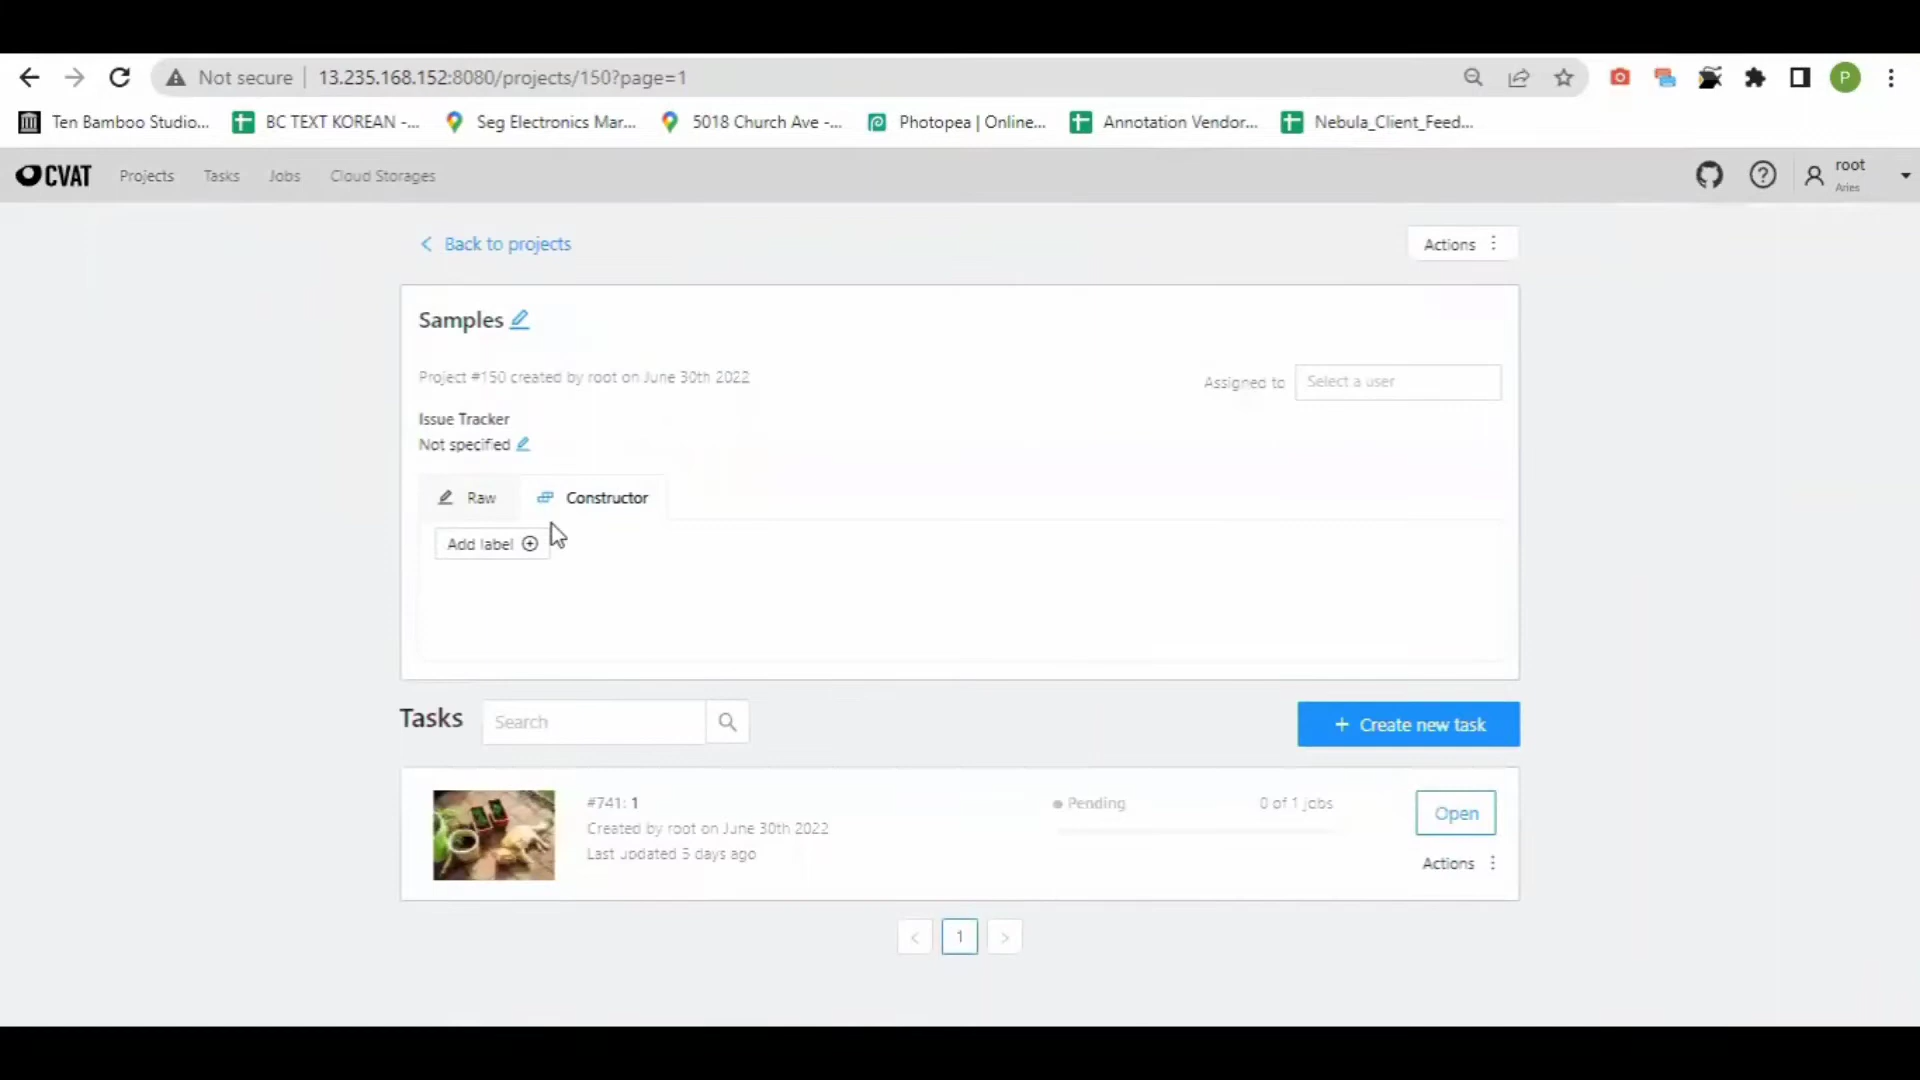 Not secure 13.235.168.152:8080/projects/150?page=1
P
Ten Bamboo Studio... BC TEXT KOREAN -... Seg Electronics Mar... 5018 Church Ave -... Photopea | Online... Annotation Vendor... Nebula_Client_Feed...
CVAT Projects Tasks Jobs Cloud Storages root
Aries
Back to projects Actions
Samples
Project #150 created by root on June 30th 2022
Assigned to Select a user
Issue Tracker
Not specified
Raw Constructor
Add label
Tasks Search Create new task
#741: 1 Pending 0 of 1 jobs
Open
Created by root on June 30th 2022
Last updated 5 days ago
Actions
1